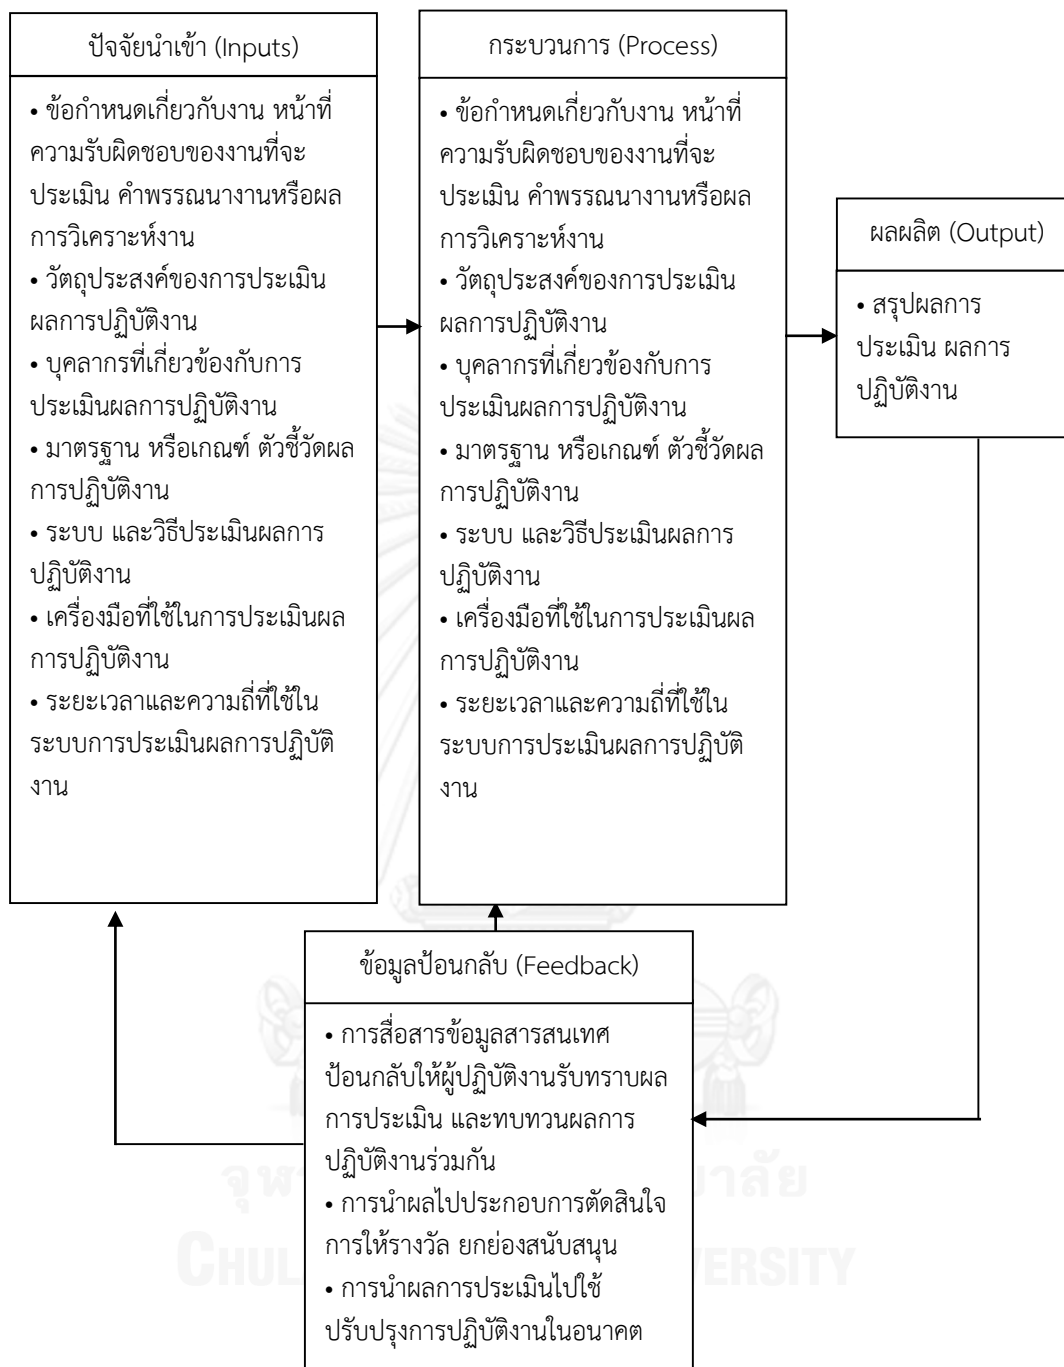 ปัจจัยนำเข้า (Inputs)
• ข้อกำหนดเกี่ยวกับงาน หน้าที่
ความรับผิดชอบของงานที่จะ
ประเมิน คำพรรณนางานหรือผล
การวิเคราะห์งาน
• วัตถุประสงค์ของการประเมิน
ผลการปฏิบัติงาน
• บุคลากรที่เกี่ยวข้องกับการ
ประเมินผลการปฏิบัติงาน
• มาตรฐาน หรือเกณฑ์ ตัวชี้วัดผล
การปฏิบัติงาน
• ระบบ และวิธีประเมินผลการ
ปฏิบัติงาน
• เครื่องมือที่ใช้ในการประเมินผล
การปฏิบัติงาน
• ระยะเวลาและความถี่ที่ใช้ใน
ระบบการประเมินผลการปฏิบัติ
งาน
กระบวนการ (Process)
• ข้อกำหนดเกี่ยวกับงาน หน้าที่
ความรับผิดชอบของงานที่จะ
ประเมิน คำพรรณนางานหรือผล
การวิเคราะห์งาน
• วัตถุประสงค์ของการประเมิน
ผลการปฏิบัติงาน
• บุคลากรที่เกี่ยวข้องกับการ
ประเมินผลการปฏิบัติงาน
• มาตรฐาน หรือเกณฑ์ ตัวชี้วัดผล
การปฏิบัติงาน
• ระบบ และวิธีประเมินผลการ
ปฏิบัติงาน
• เครื่องมือที่ใช้ในการประเมินผล
การปฏิบัติงาน
• ระยะเวลาและความถี่ที่ใช้ใน
ระบบการประเมินผลการปฏิบัติ
งาน
ผลผลิต (Output)
• สรุปผลการ
ประเมิน ผลการ
ปฏิบัติงาน
ข้อมูลป้อนกลับ (Feedback)
• การสื่อสารข้อมูลสารสนเทศ
ป้อนกลับให้ผู้ปฏิบัติงานรับทราบผล
การประเมิน และทบทวนผลการ
ปฏิบัติงานร่วมกัน
• การนำผลไปประกอบการตัดสินใจ
การให้รางวัล ยกย่องสนับสนุน
• การนำผลการประเมินไปใช้
ปรับปรุงการปฏิบัติงานในอนาคต